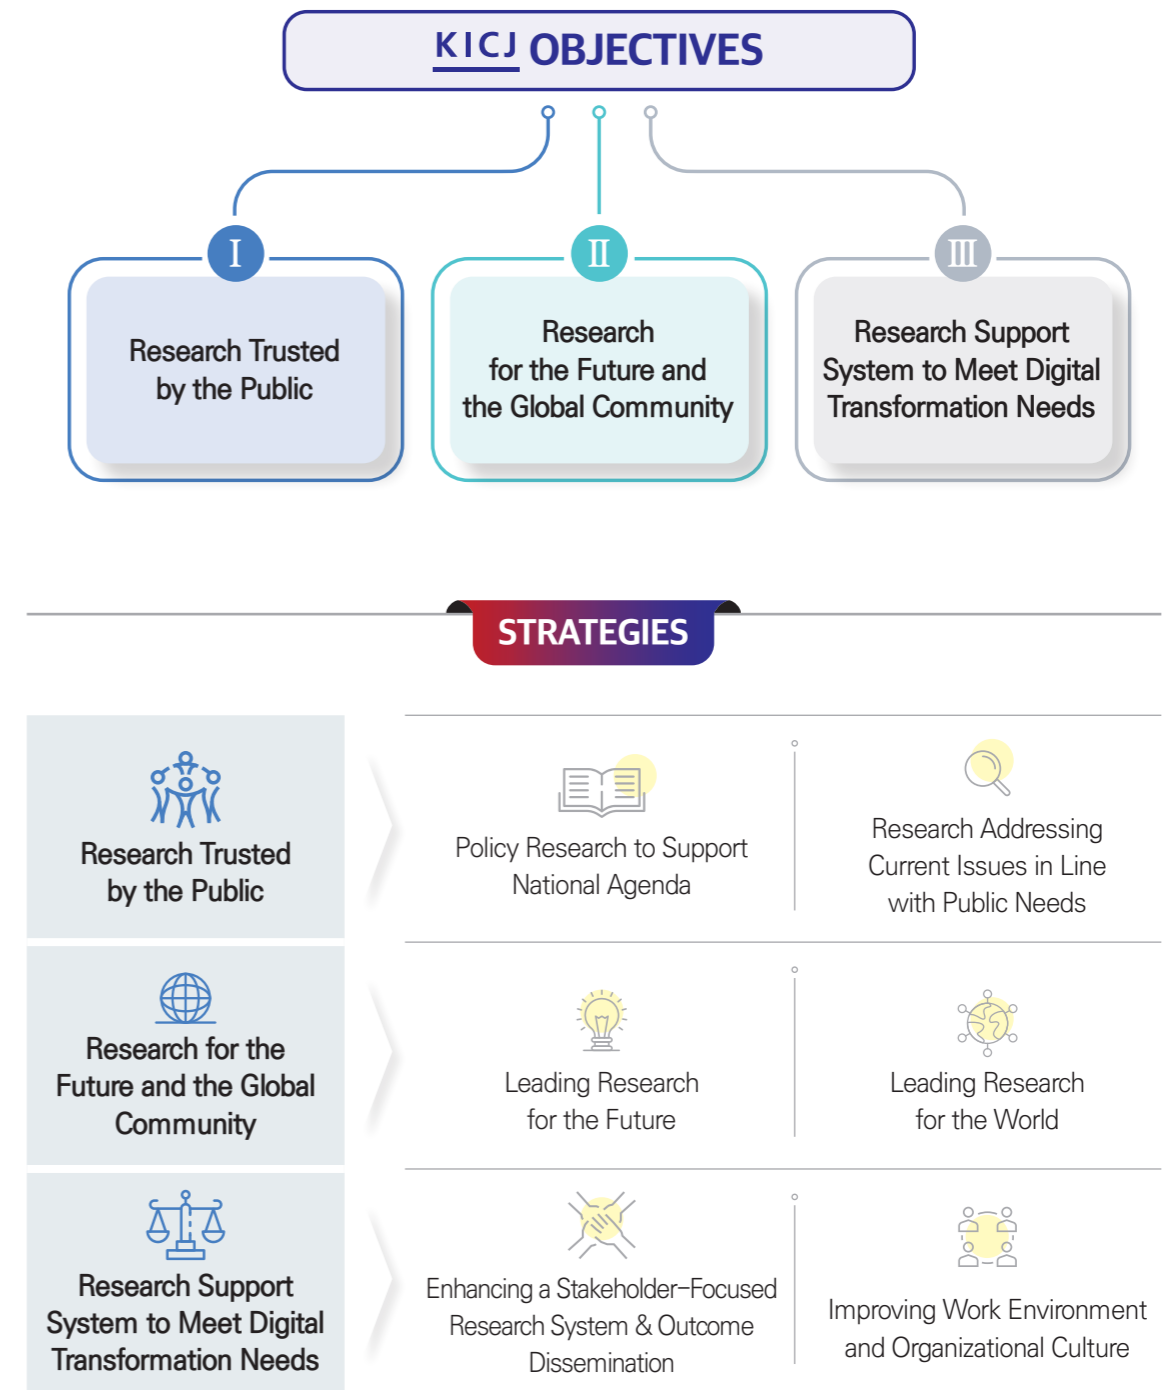 KICJ OBJECTIVES
I
Research Trusted
by the Public
II
Research
for the Future and
the Global Community
III
Research Support
System to Meet Digital
Transformation Needs
STRATEGIES
Research Trusted
by the Public
Policy Research to Support
National Agenda
Research Addressing
Current Issues in Line
with Public Needs
Research for the
Future and the Global
Community
Leading Research
for the Future
Leading Research
for the World
Research Support
System to Meet Digital
Transformation Needs
Enhancing a Stakeholder-Focused
Research System & Outcome
Dissemination
Improving Work Environment
and Organizational Culture